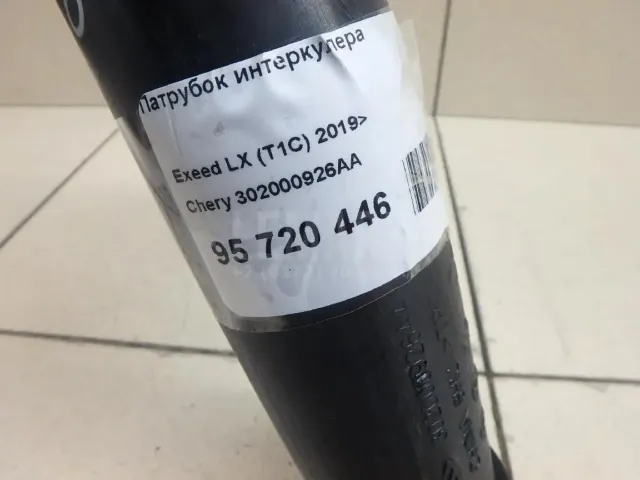 Патрубок интеркулера
Exeed LX (T1C) 2019>
Chery 302000926AA
95 720 446